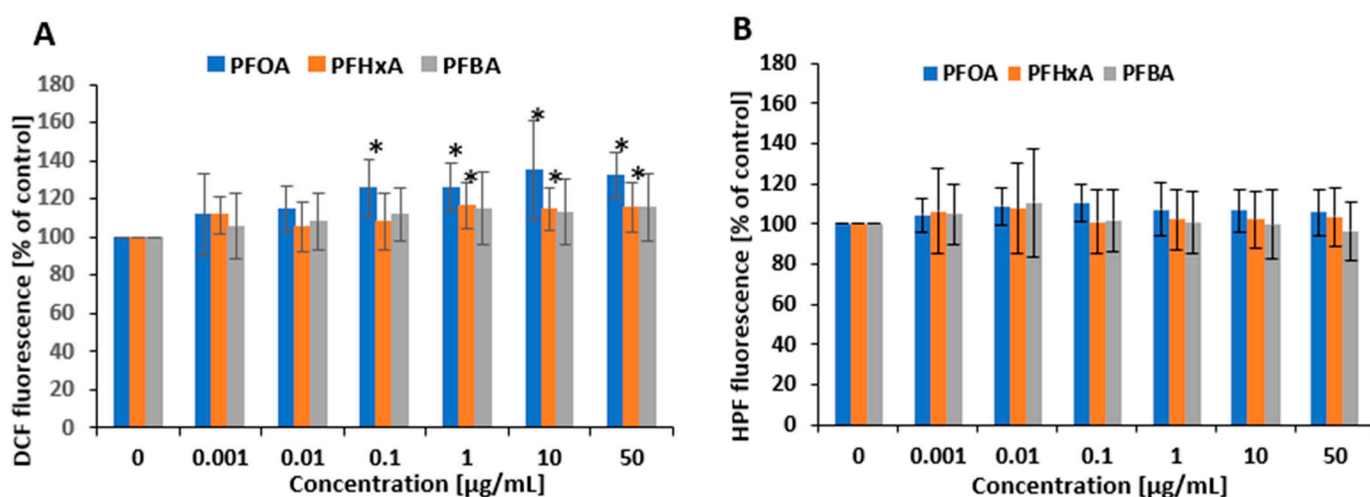 A
PFOA PFHxA PFBA
DCF fluorescence [% of control]
180
160
140
120
100
80
60
40
20
0
* * * * * * *
0 0.001 0.01 0.1 1 10 50
Concentration [µg/mL]
B
PFOA PFHxA PFBA
HPF fluorescence [% of control]
180
160
140
120
100
80
60
40
20
0
0 0.001 0.01 0.1 1 10 50
Concentration [µg/mL]